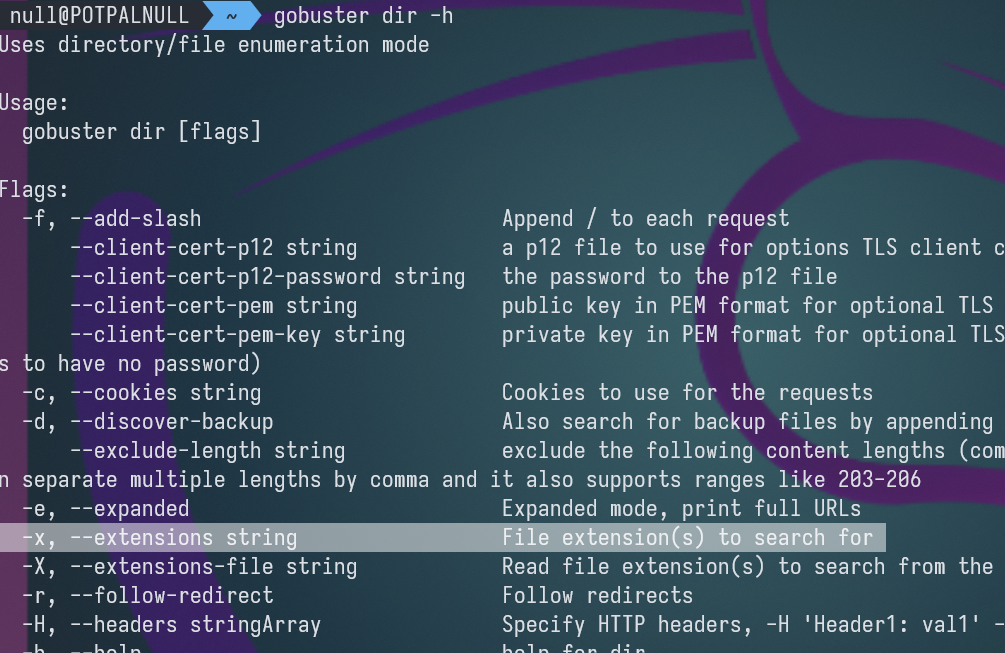 null@POTPALNULL ~ gobuster dir -h
Uses directory/file enumeration mode
Usage:
gobuster dir [flags]
Flags:
-f, --add-slash Append / to each request
--client-cert-p12 string a p12 file to use for options TLS client c
--client-cert-p12-password string the password to the p12 file
--client-cert-pem string public key in PEM format for optional TLS
--client-cert-pem-key string private key in PEM format for optional TLS
s to have no password)
-c, --cookies string Cookies to use for the requests
-d, --discover-backup Also search for backup files by appending
--exclude-length string exclude the following content lengths (com
n separate multiple lengths by comma and it also supports ranges like 203-206
-e, --expanded Expanded mode, print full URLs
-x, --extensions string File extension(s) to search for
-X, --extensions-file string Read file extension(s) to search from the
-r, --follow-redirect Follow redirects
-H, --headers stringArray Specify HTTP headers, -H 'Header1: val1' -
-h, --help help for dir